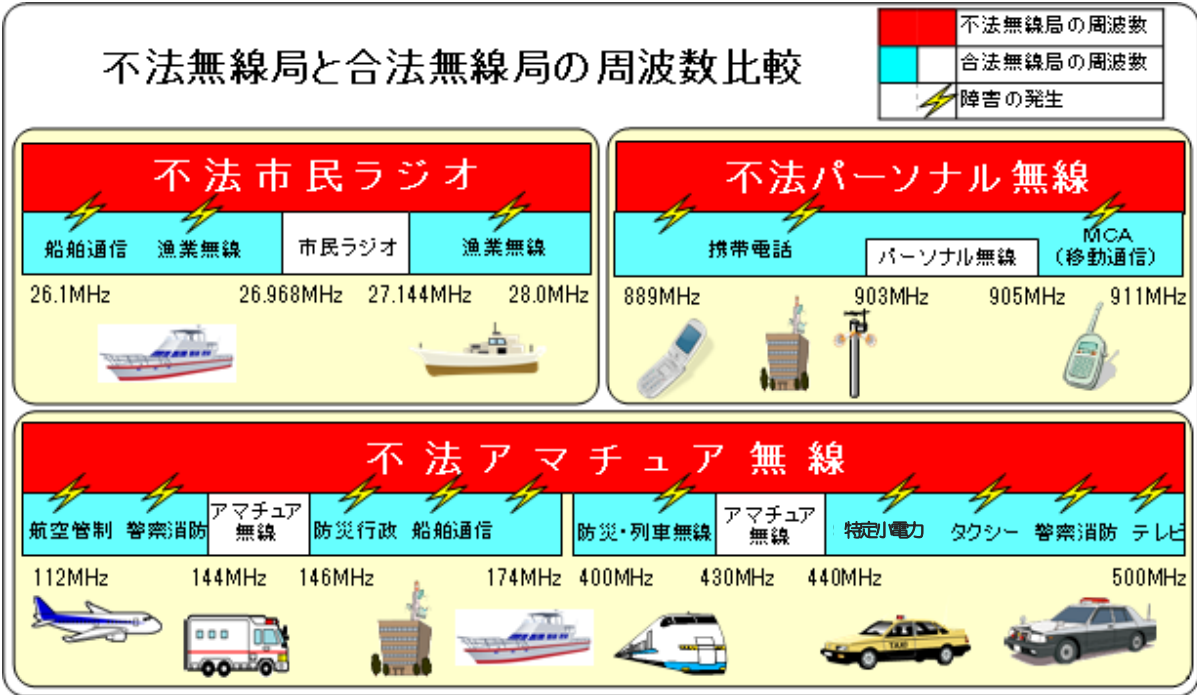 不法無線局と合法無線局の周波数比較
不法無線局の周波数
合法無線局の周波数
障害の発生
不法市民ラジオ
船舶通信 漁業無線 市民ラジオ 漁業無線
26.1MHz 26.968MHz 27.144MHz 28.0MHz
不法パーソナル無線
携帯電話 パーソナル無線 MCA
(移動通信)
889MHz 903MHz 905MHz 911MHz
不法アマチュア無線
航空管制 警察消防 アマチュア
無線
防災行政 船舶通信 防災・列車無線 アマチュア
無線
特定小電力 タクシー 警察消防 テレビ
112MHz 144MHz 146MHz 174MHz 400MHz 430MHz 440MHz 500MHz
TAXI